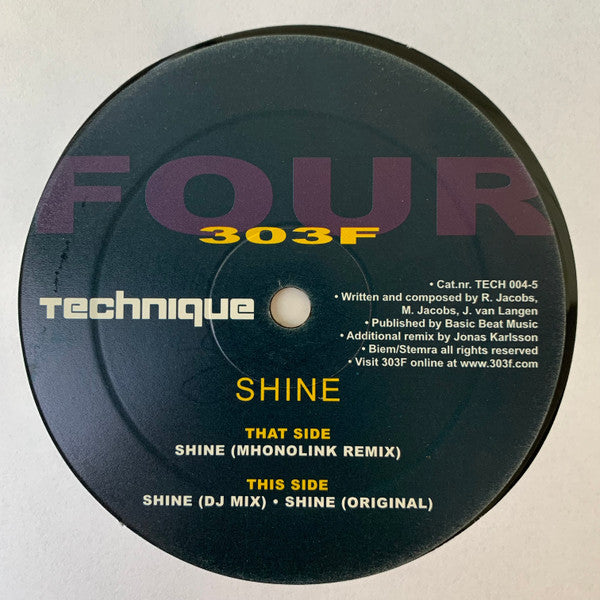 FOUR
303F
Technique
• Cat.nr. TECH 004-5
• Written and composed by R. Jacobs,
M. Jacobs, J. van Langen
• Published by Basic Beat Music
• Additional remix by Jonas Karlsson
• Biem/Stemra all rights reserved
• Visit 303F online at www.303f.com
SHINE
THAT SIDE
SHINE (MHONOLINK REMIX)
THIS SIDE
SHINE (DJ MIX) • SHINE (ORIGINAL)